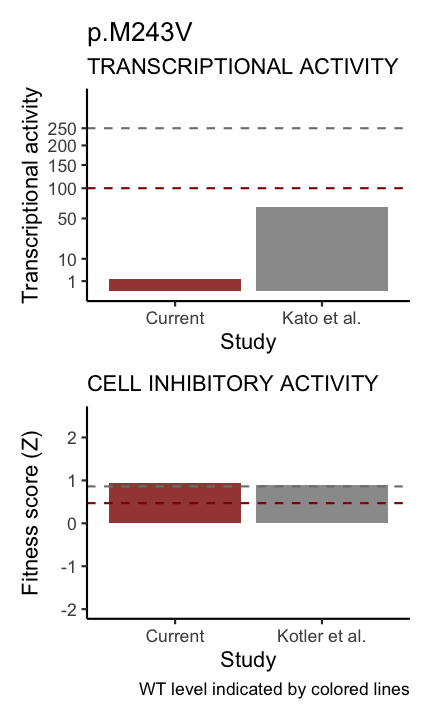 p.M243V
TRANSCRIPTIONAL ACTIVITY
Transcriptional activity
250
200
150
100
50
10
1
Current
Kato et al.
Study
CELL INHIBITORY ACTIVITY
Fitness score (Z)
2
1
0
-1
-2
Current
Kotler et al.
Study
WT level indicated by colored lines